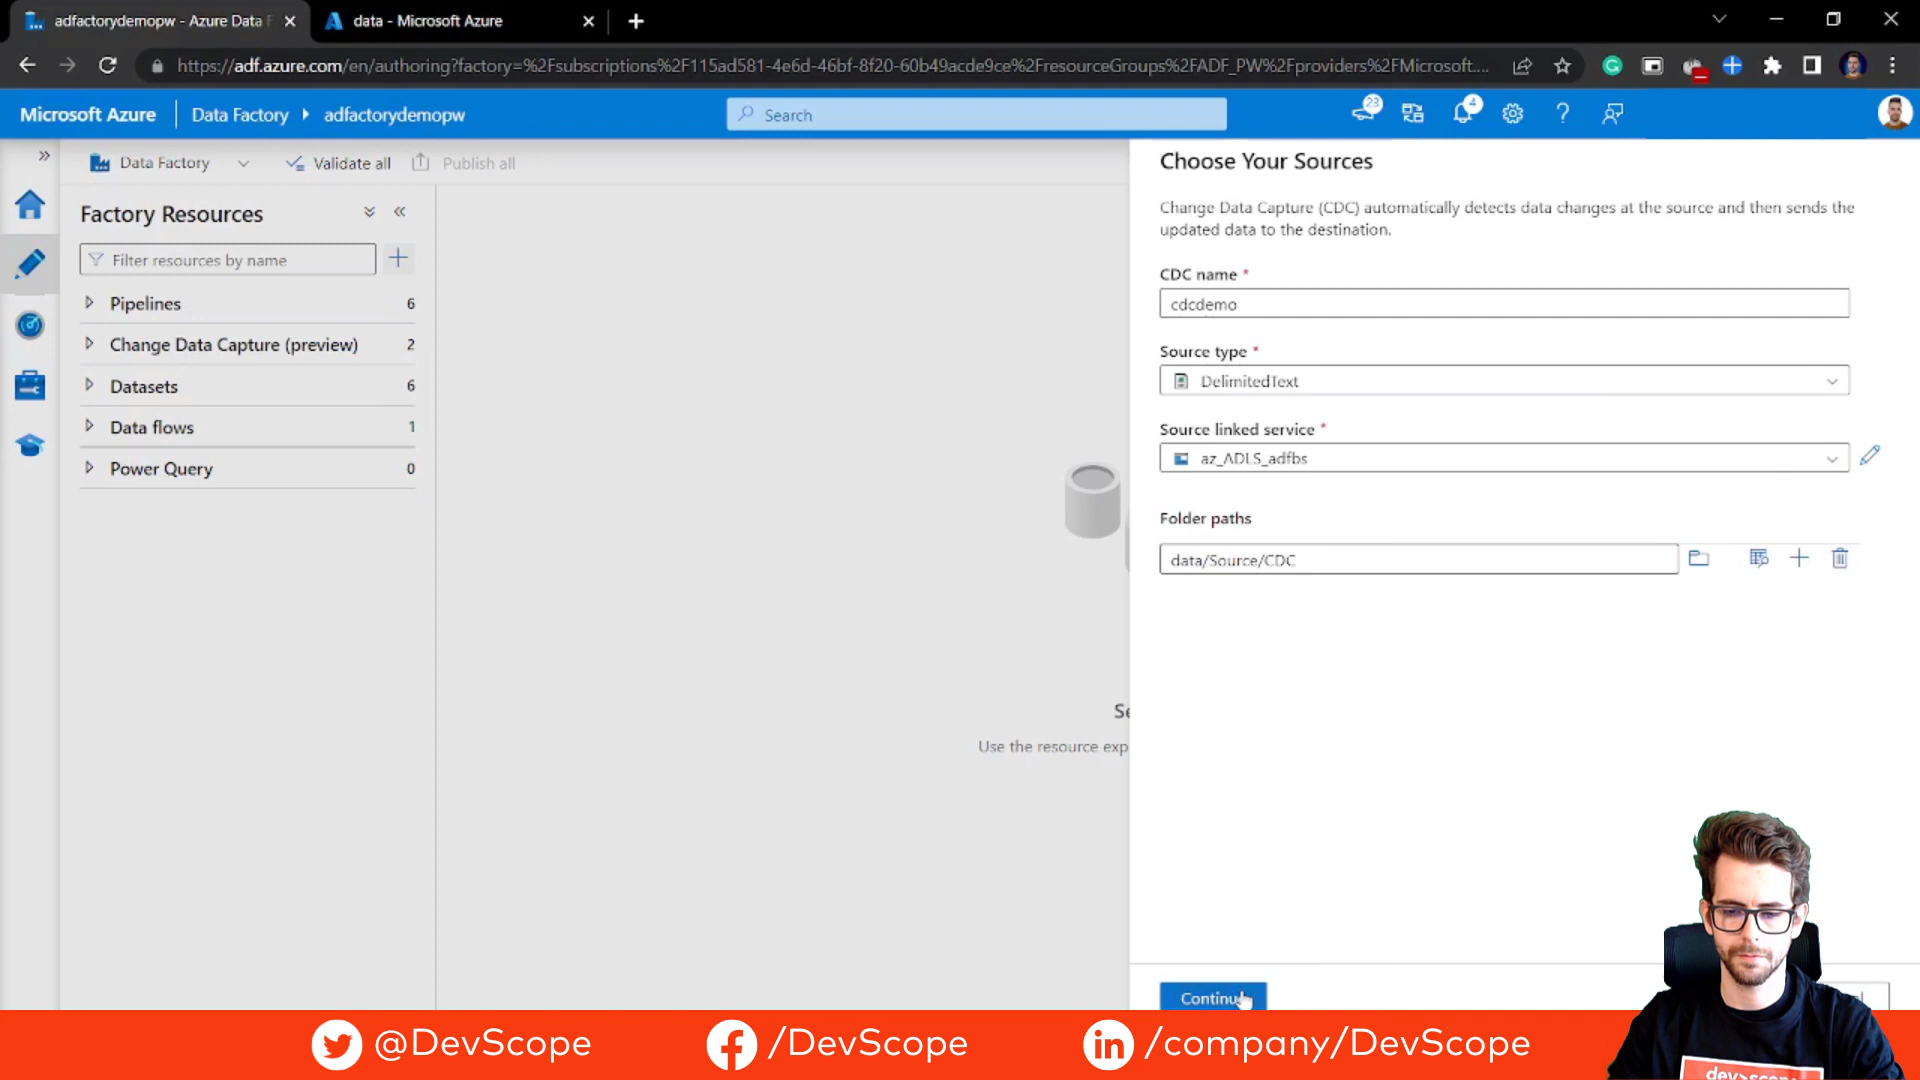 adfactorydemopw - Azure Data F
data - Microsoft Azure
https://adf.azure.com/en/authoring?factory=%2Fsubscriptions%2F115ad581-4e6d-46bf-8f20-60b49acde9ce%2FresourceGroups%2FADF_PW%2Fproviders%2FMicrosoft....
Microsoft Azure
Data Factory
adfactorydemopw
Search
23
4
Data Factory
Validate all
Publish all
Factory Resources
Filter resources by name
Pipelines 6
Change Data Capture (preview) 2
Datasets 6
Data flows 1
Power Query 0
Use the resource exp
Choose Your Sources
Change Data Capture (CDC) automatically detects data changes at the source and then sends the
updated data to the destination.
CDC name *
cdcdemo
Source type *
DelimitedText
Source linked service *
az_ADLS_adfbs
Folder paths
data/Source/CDC
Continu
@DevScope
/DevScope
/company/DevScope